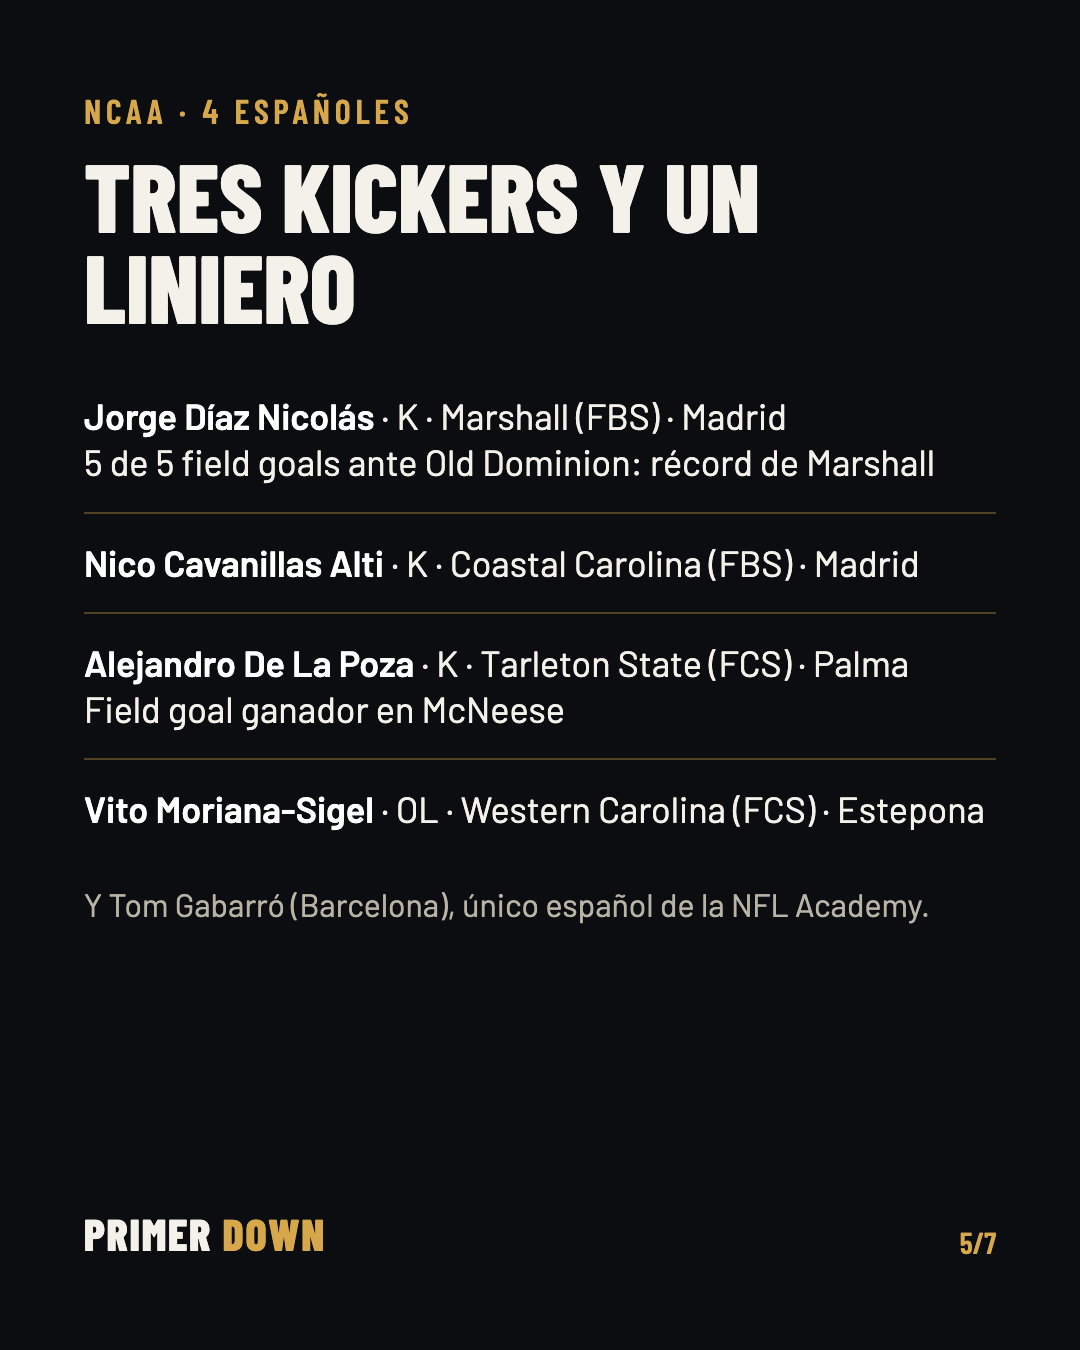 NCAA · 4 ESPAÑOLES
TRES KICKERS Y UN
LINIERO
Jorge Díaz Nicolás · K · Marshall (FBS) · Madrid
5 de 5 field goals ante Old Dominion: récord de Marshall
Nico Cavanillas Alti · K · Coastal Carolina (FBS) · Madrid
Alejandro De La Poza · K · Tarleton State (FCS) · Palma
Field goal ganador en McNeese
Vito Moriana-Sigel · OL · Western Carolina (FCS) · Estepona
Y Tom Gabarró (Barcelona), único español de la NFL Academy.
PRIMER DOWN
5/7